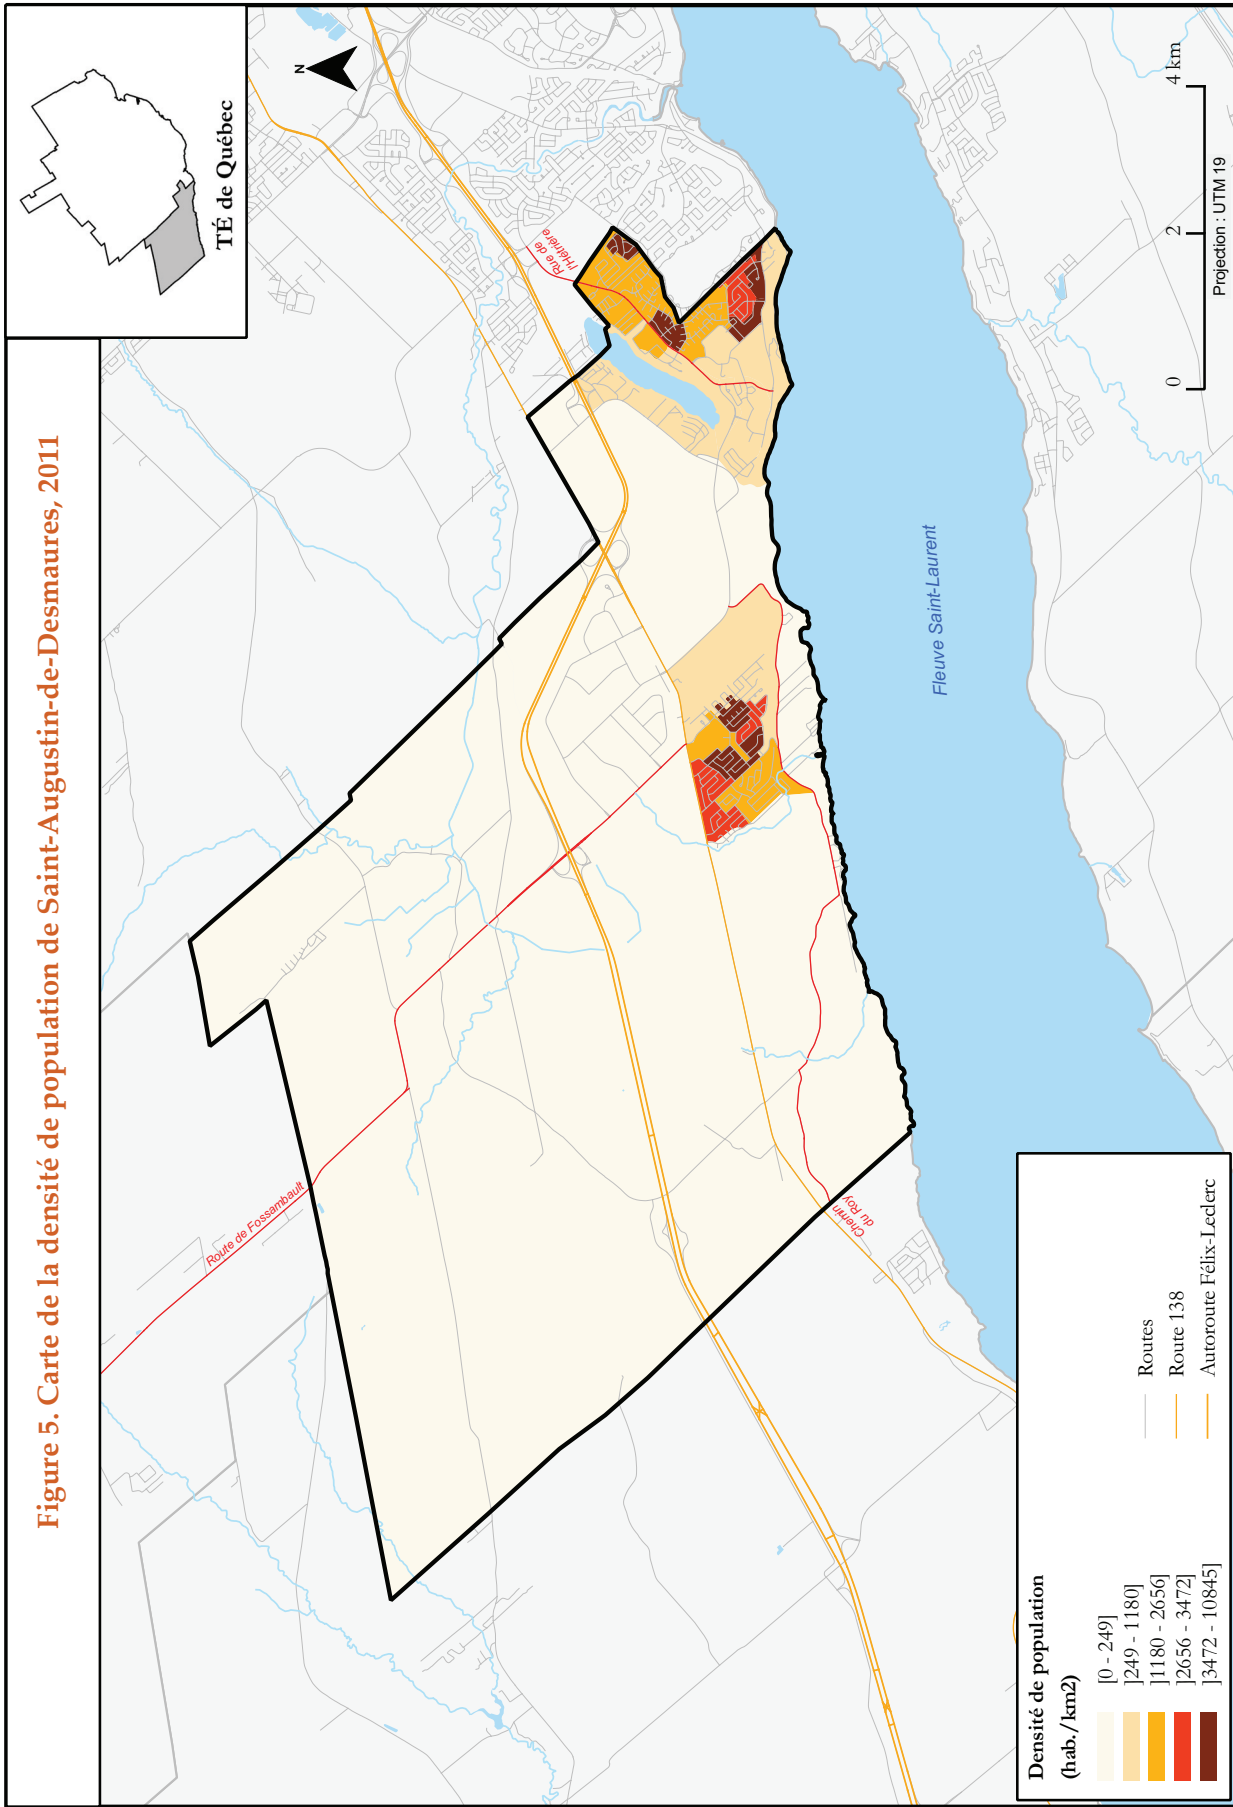 Figure 5. Carte de la densité de population de Saint-Augustin-de-Desmaures, 2011
TÉ de Québec
N
Route de Fossambault
Rue de
l'Hêtrière
Chemin
du Roy
Fleuve Saint-Laurent
Densité de population
(hab./km2)
[0 - 249]
]249 - 1180]
]1180 - 2656]
]2656 - 3472]
]3472 - 10845]
Routes
Route 138
Autoroute Félix-Leclerc
0 2 4 km
Projection : UTM 19